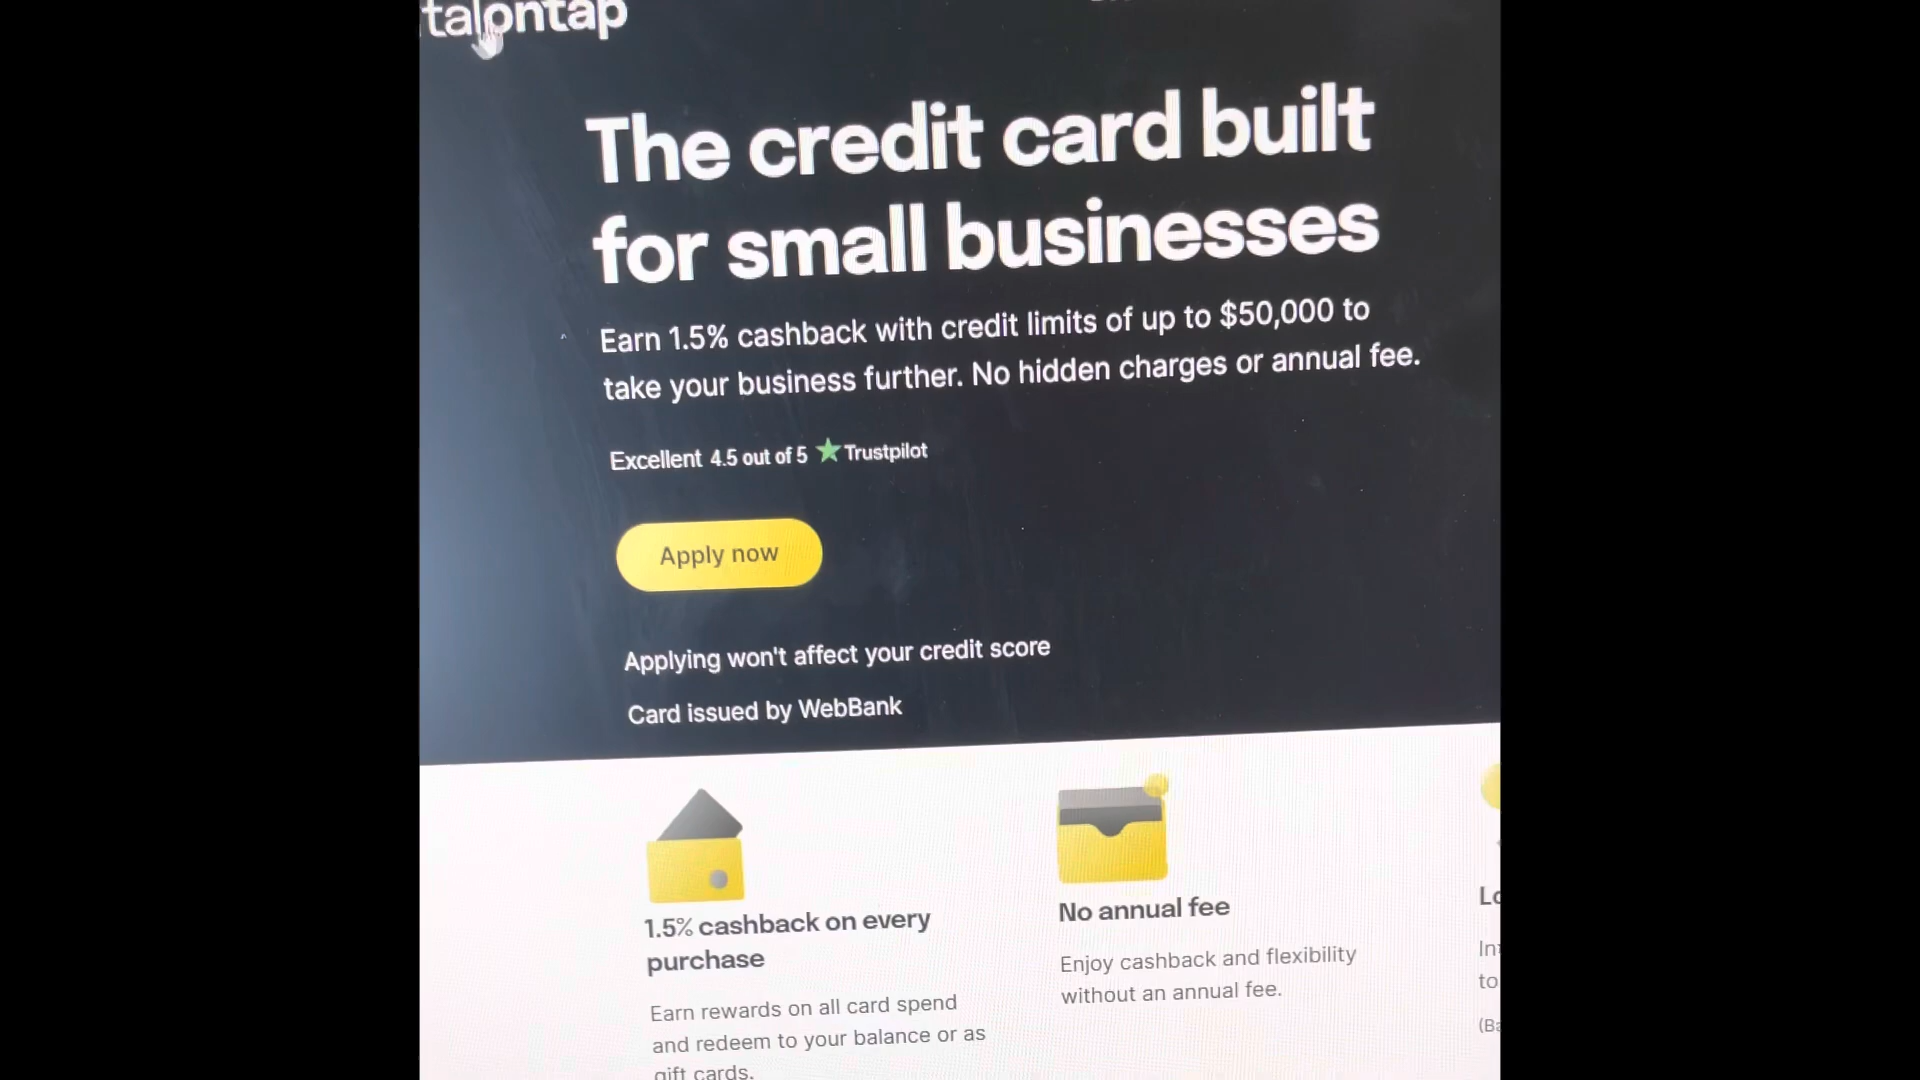 talontap
The credit card built
for small businesses
Earn 1.5% cashback with credit limits of up to $50,000 to
take your business further. No hidden charges or annual fee.
Excellent 4.5 out of 5 Trustpilot
Apply now
Applying won't affect your credit score
Card issued by WebBank
1.5% cashback on every
purchase
Earn rewards on all card spend
and redeem to your balance or as
gift cards.
No annual fee
Enjoy cashback and flexibility
without an annual fee.
to